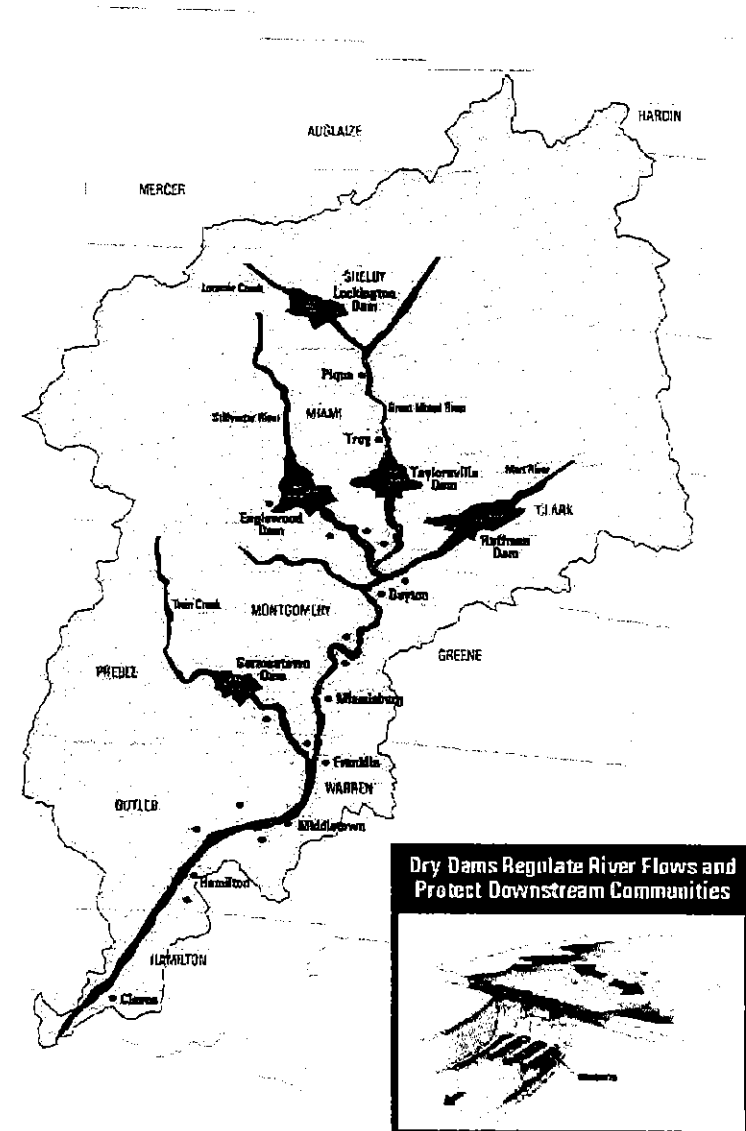 AUGLAIZE
HARDIN
MERCER
SHELBY
Lockington
Dam
Loramie Creek
Piqua
Great Miami River
Stillwater River
MIAMI
Troy
Taylorsville
Dam
Mad River
Englewood
Dam
CLARK
Huffman
Dam
Twin Creek
MONTGOMERY
Dayton
GREENE
PREBLE
Germantown
Dam
Miamisburg
Franklin
WARREN
BUTLER
Middletown
Hamilton
HAMILTON
Cleves
Dry Dams Regulate River Flows and
Protect Downstream Communities